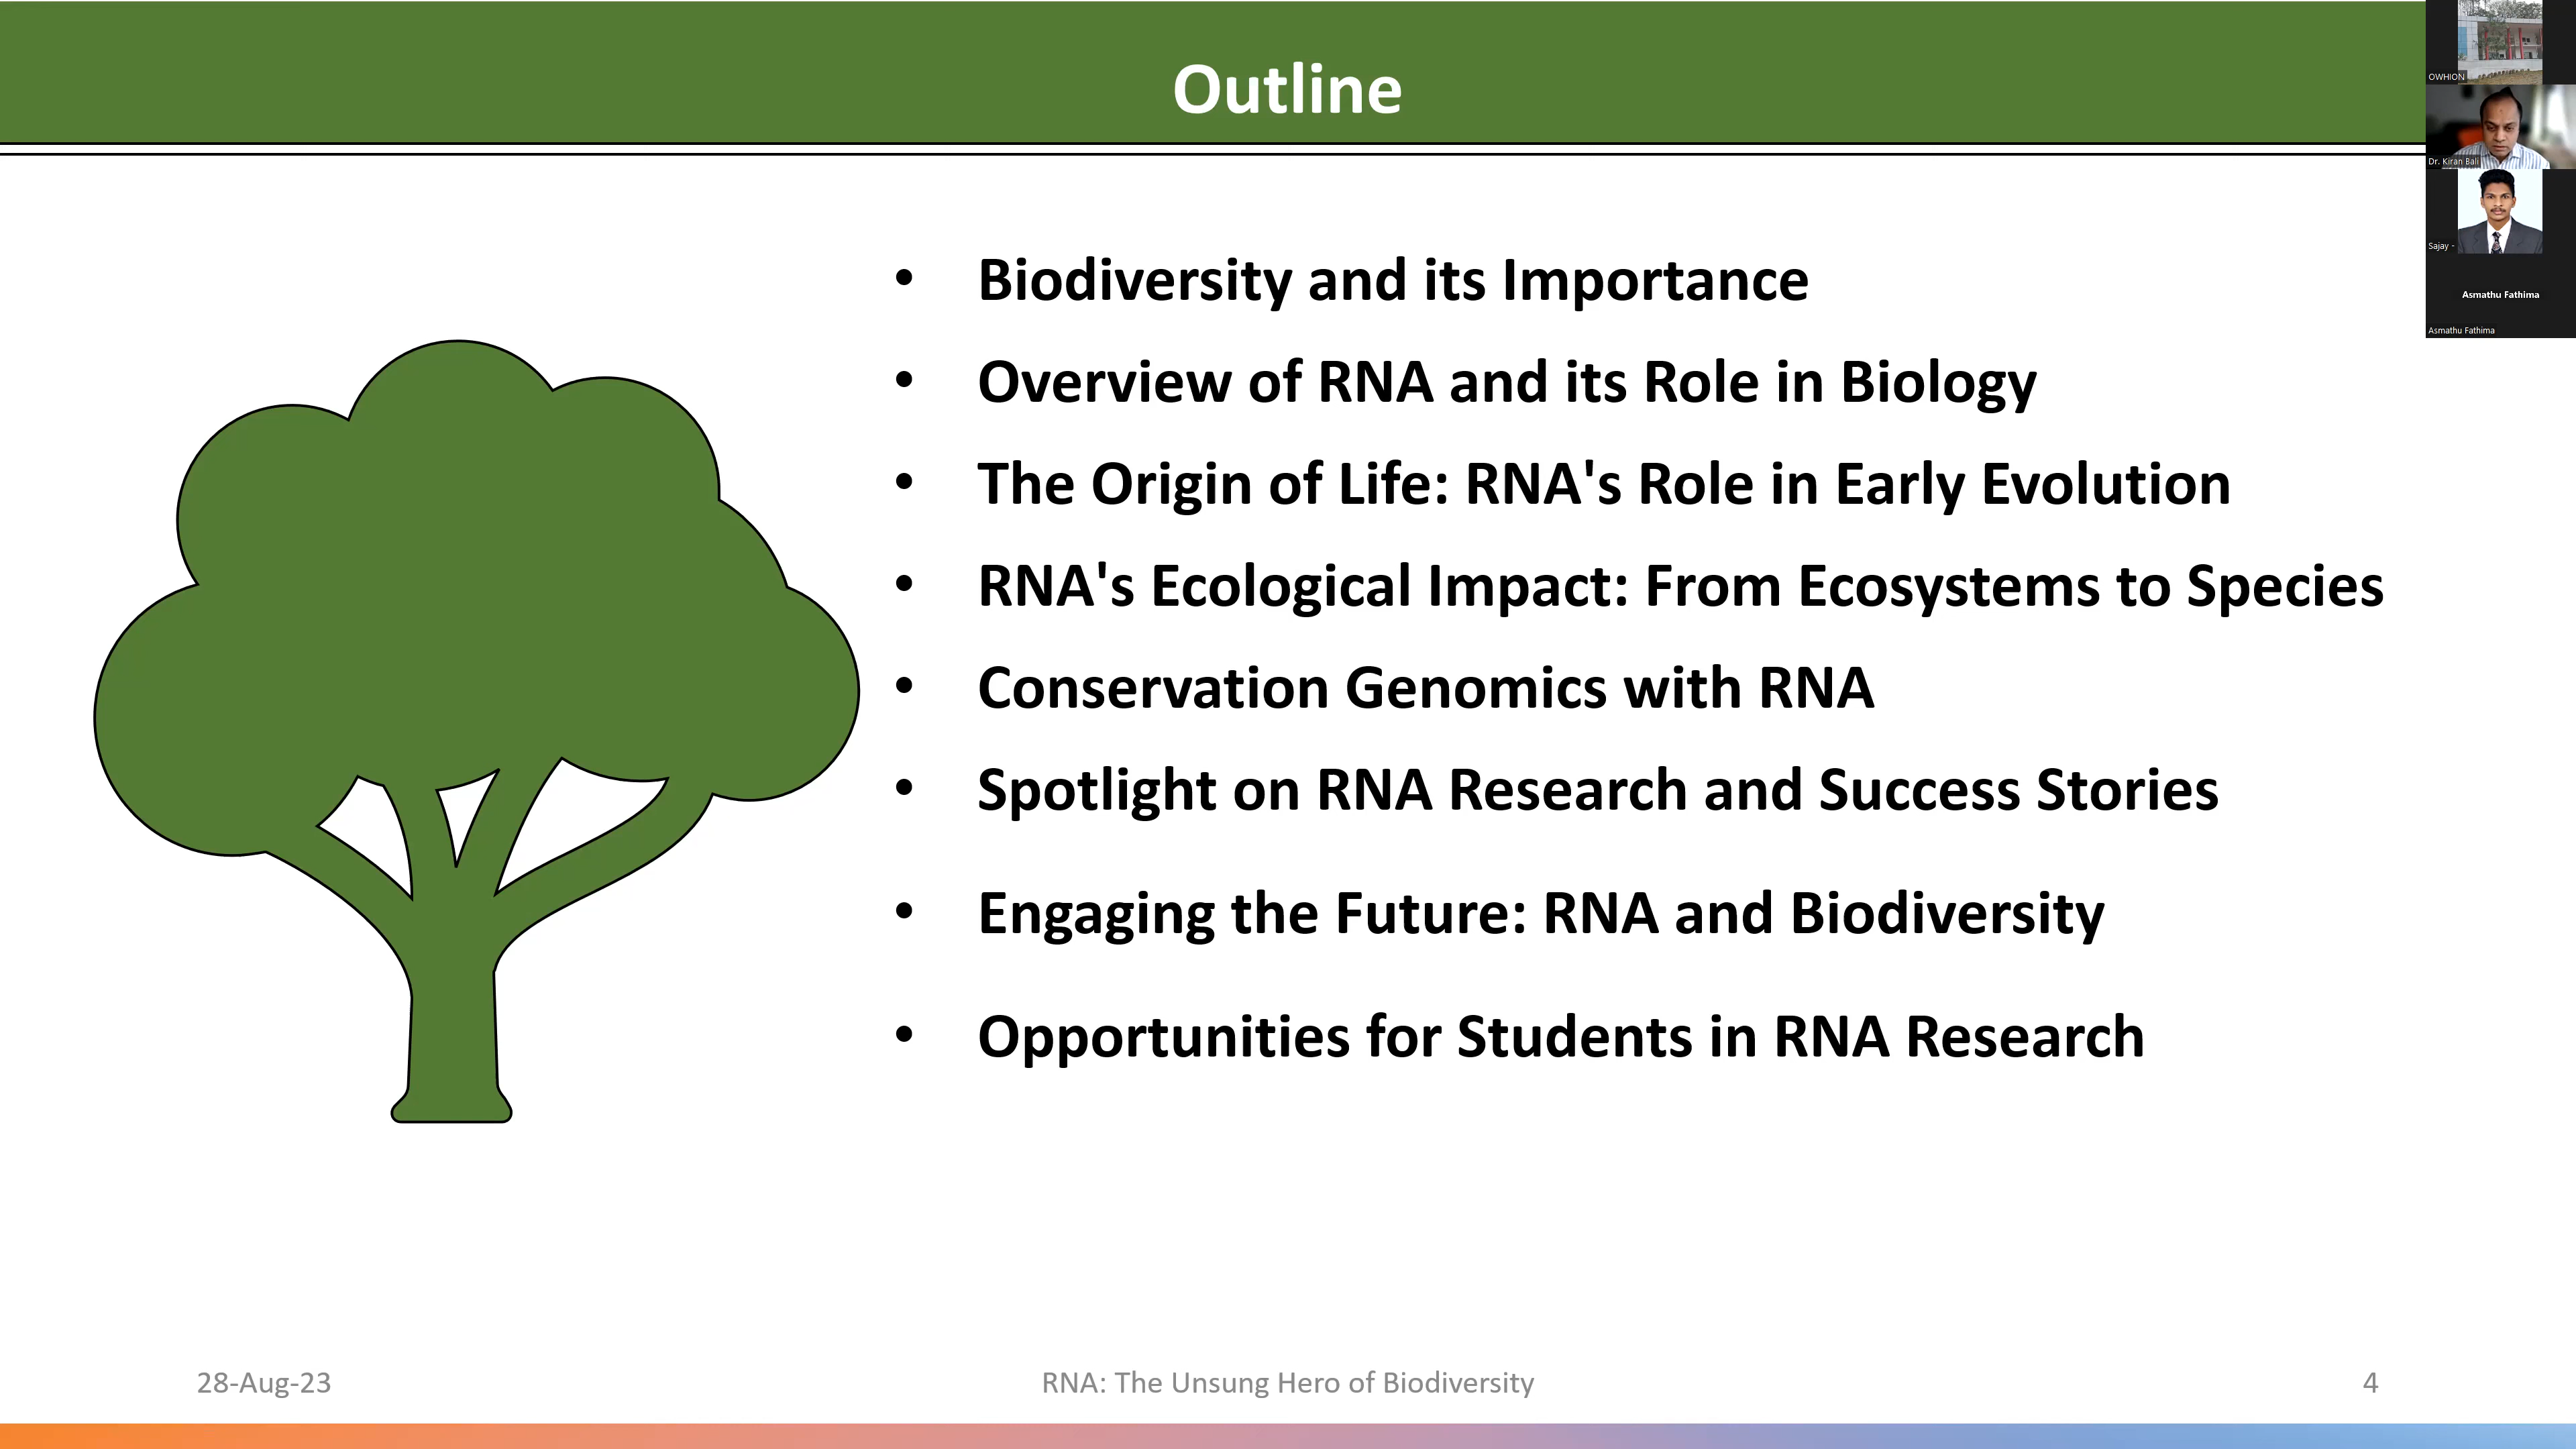 Outline
OWHION
Dr. Kiran Bali
Sajay -
Asmathu Fathima
Asmathu Fathima
• Biodiversity and its Importance
• Overview of RNA and its Role in Biology
• The Origin of Life: RNA's Role in Early Evolution
• RNA's Ecological Impact: From Ecosystems to Species
• Conservation Genomics with RNA
• Spotlight on RNA Research and Success Stories
• Engaging the Future: RNA and Biodiversity
• Opportunities for Students in RNA Research
28-Aug-23
RNA: The Unsung Hero of Biodiversity
4